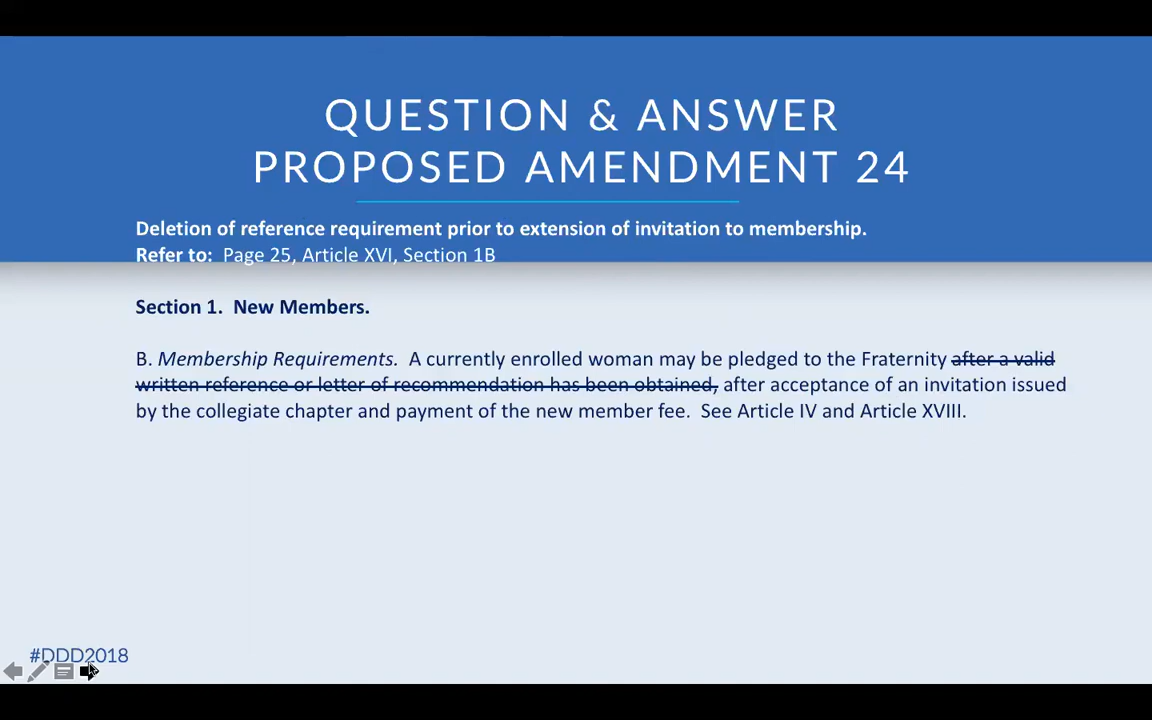 QUESTION & ANSWER
PROPOSED AMENDMENT 24
Deletion of reference requirement prior to extension of invitation to membership.
Refer to: Page 25, Article XVI, Section 1B
Section 1. New Members.
B. Membership Requirements. A currently enrolled woman may be pledged to the Fraternity after a valid
written reference or letter of recommendation has been obtained, after acceptance of an invitation issued
by the collegiate chapter and payment of the new member fee. See Article IV and Article XVIII.
#DDD2018